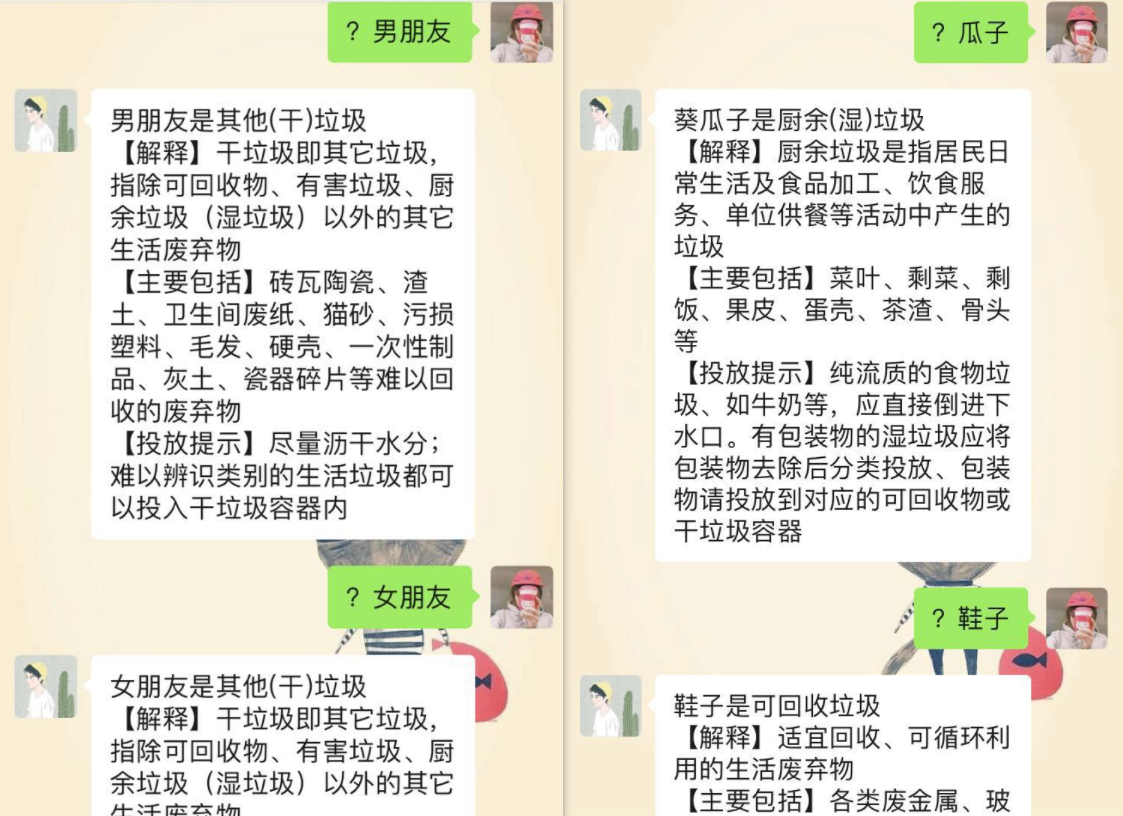 ? 男朋友
男朋友是其他(干)垃圾
【解释】干垃圾即其它垃圾,
指除可回收物、有害垃圾、厨
余垃圾（湿垃圾）以外的其它
生活废弃物
【主要包括】砖瓦陶瓷、渣
土、卫生间废纸、猫砂、污损
塑料、毛发、硬壳、一次性制
品、灰土、瓷器碎片等难以回
收的废弃物
【投放提示】尽量沥干水分；
难以辨识类别的生活垃圾都可
以投入干垃圾容器内
? 女朋友
女朋友是其他(干)垃圾
【解释】干垃圾即其它垃圾,
指除可回收物、有害垃圾、厨
余垃圾（湿垃圾）以外的其它
生活废弃物
? 瓜子
葵瓜子是厨余(湿)垃圾
【解释】厨余垃圾是指居民日
常生活及食品加工、饮食服
务、单位供餐等活动中产生的
垃圾
【主要包括】菜叶、剩菜、剩
饭、果皮、蛋壳、茶渣、骨头
等
【投放提示】纯流质的食物垃
圾、如牛奶等，应直接倒进下
水口。有包装物的湿垃圾应将
包装物去除后分类投放、包装
物请投放到对应的可回收物或
干垃圾容器
? 鞋子
鞋子是可回收垃圾
【解释】适宜回收、可循环利
用的生活废弃物
【主要包括】各类废金属、玻